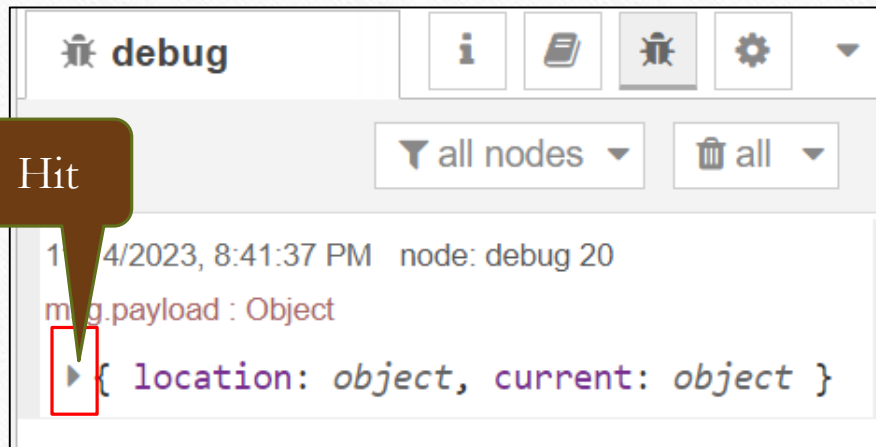 debug
all nodes
all
Hit
4/2023, 8:41:37 PM node: debug 20
msg.payload : Object
{ location: object, current: object }